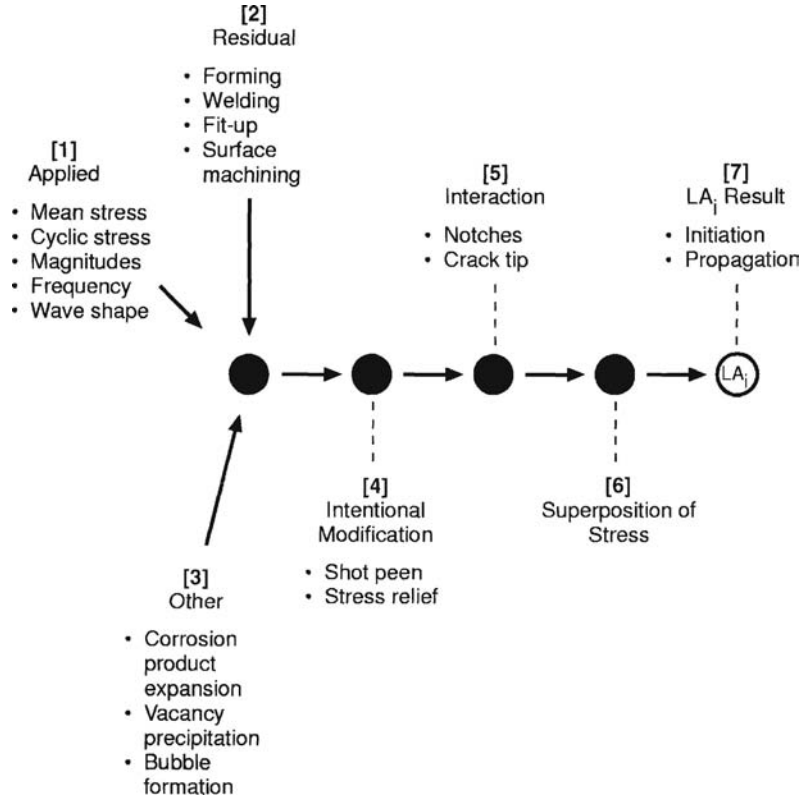 [1]
Applied
• Mean stress
• Cyclic stress
• Magnitudes
• Frequency
• Wave shape
[2]
Residual
• Forming
• Welding
• Fit-up
• Surface
machining
[3]
Other
• Corrosion
product
expansion
• Vacancy
precipitation
• Bubble
formation
[4]
Intentional
Modification
• Shot peen
• Stress relief
[5]
Interaction
• Notches
• Crack tip
[6]
Superposition of
Stress
[7]
LAi Result
• Initiation
• Propagation
LAi